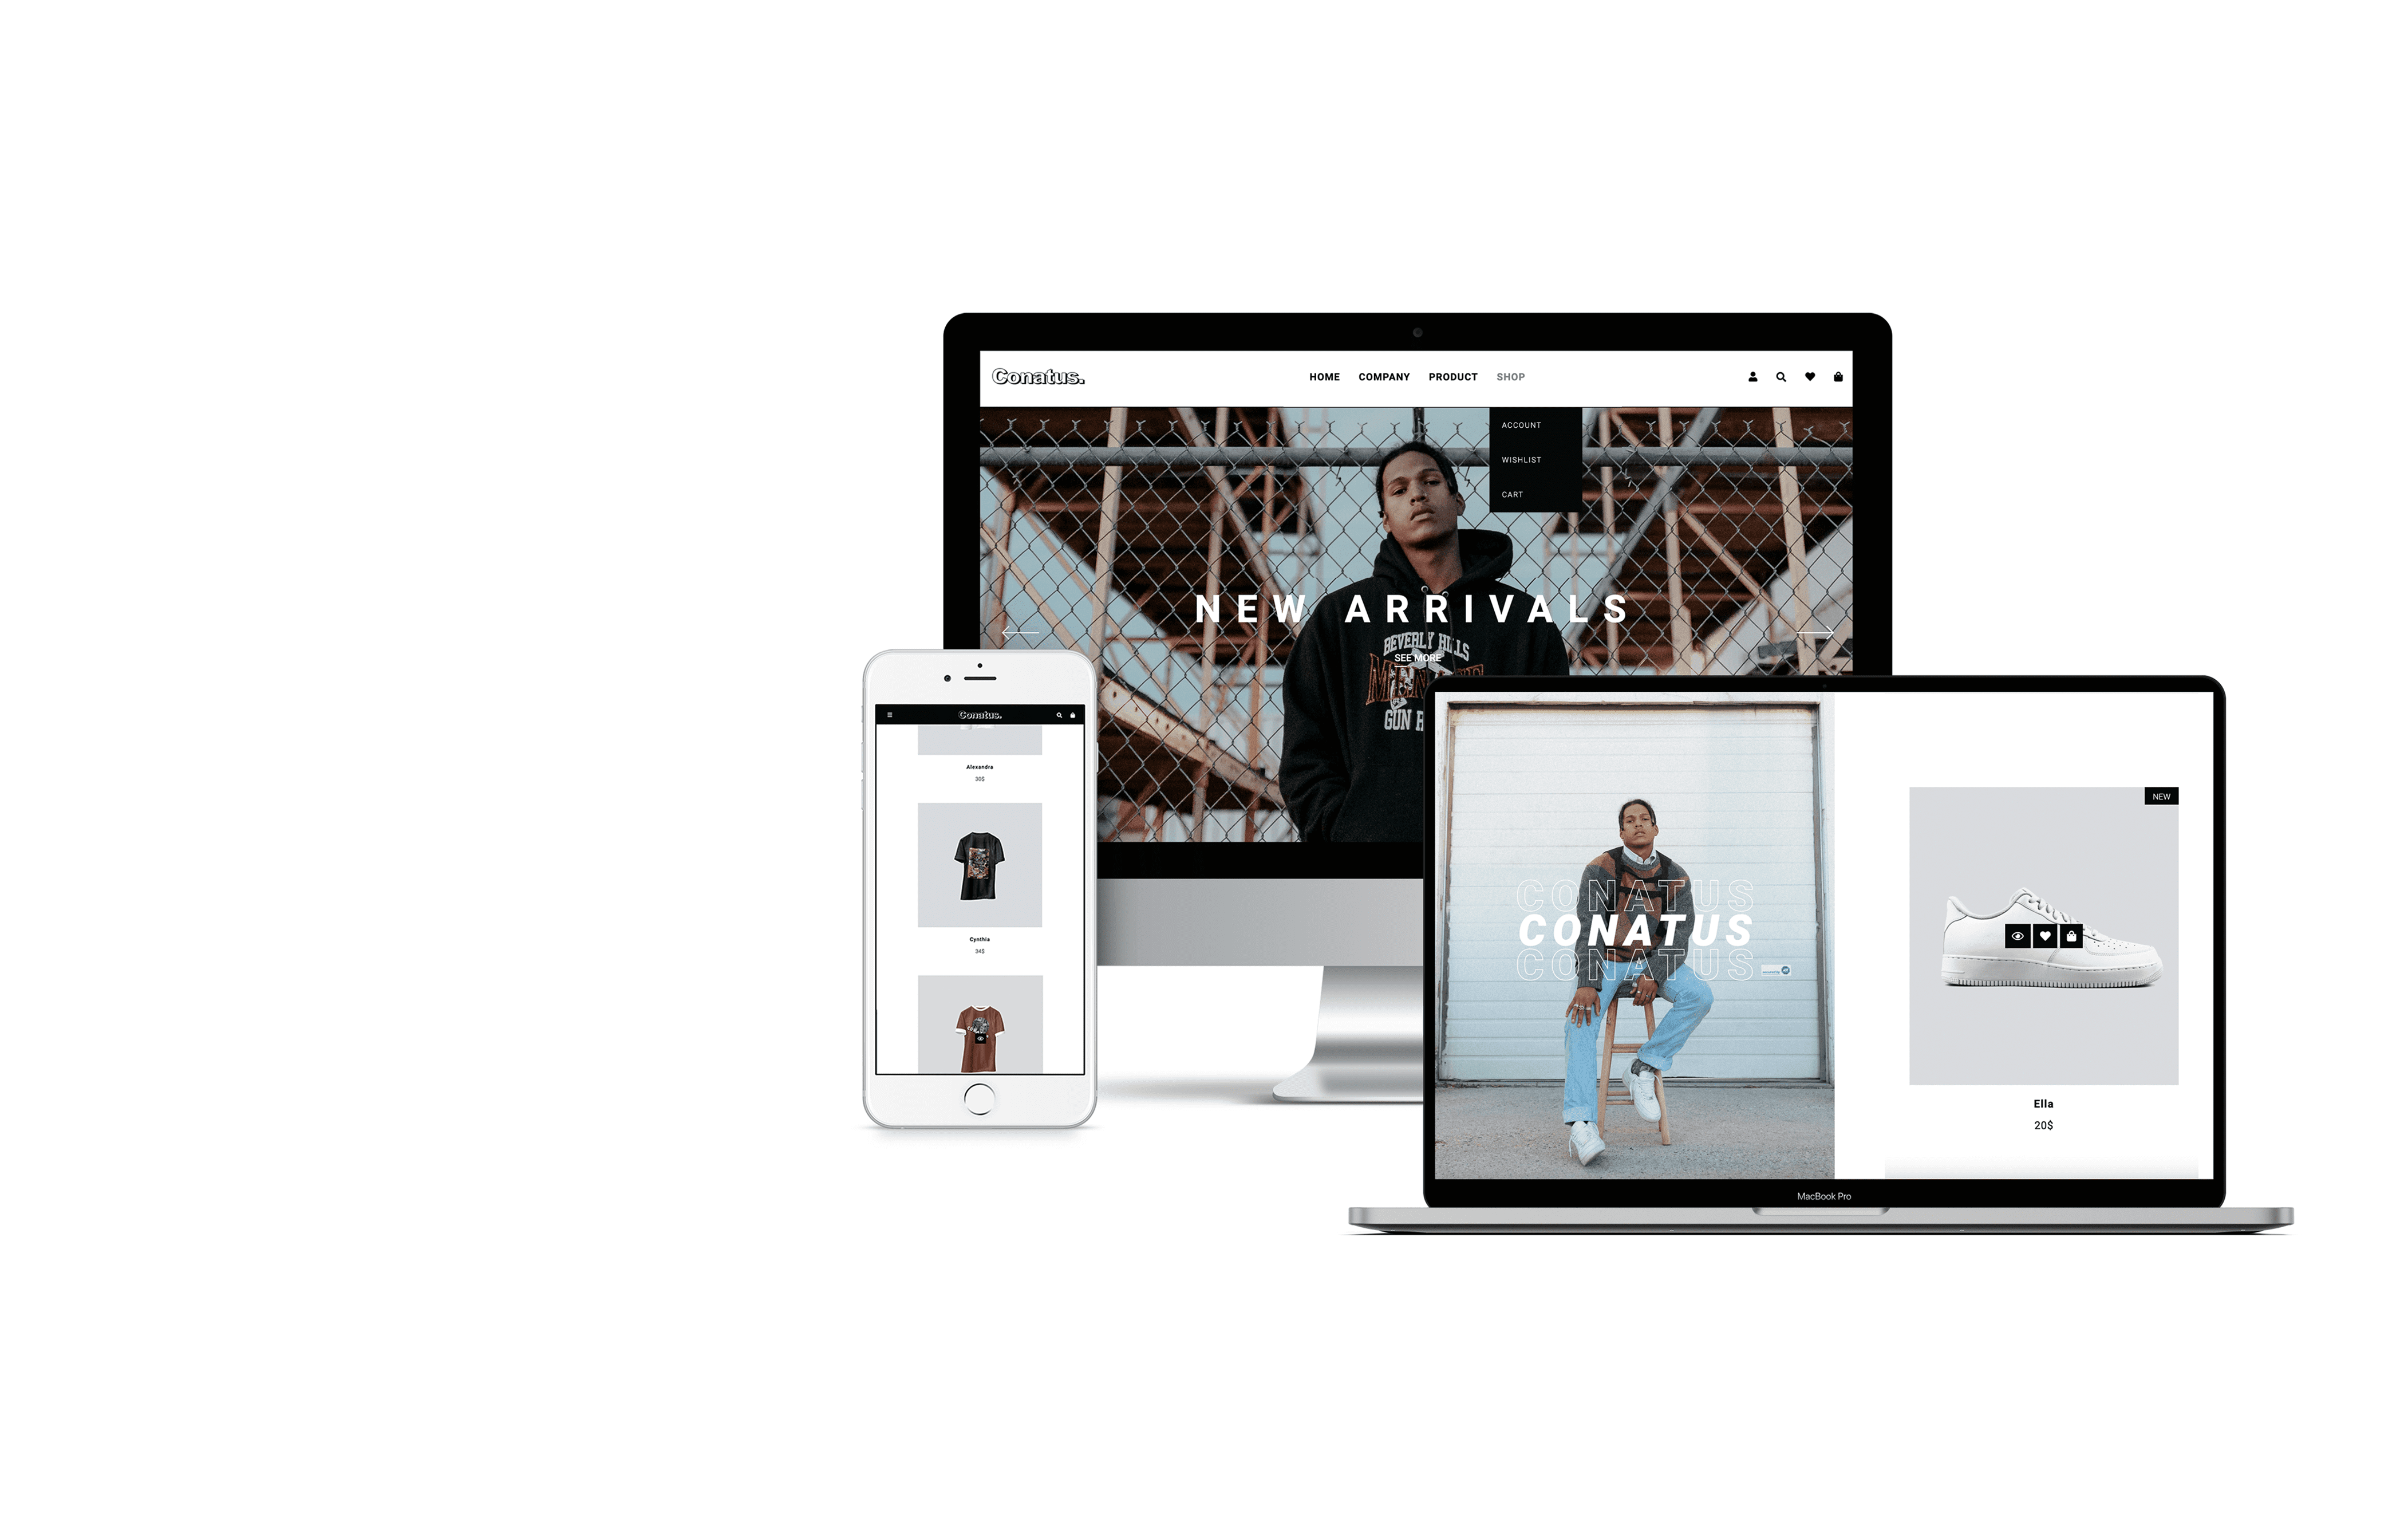 Conatus.
HOME COMPANY PRODUCT SHOP
ACCOUNT
WISHLIST
CART
NEW ARRIVALS
BEVERLY HILLS
SEE MORE
GUN
Conatus.
Alexandra
30$
Cynthia
34$
CONATUS
CONATUS
CONATUS
NEW
Ella
20$
MacBook Pro